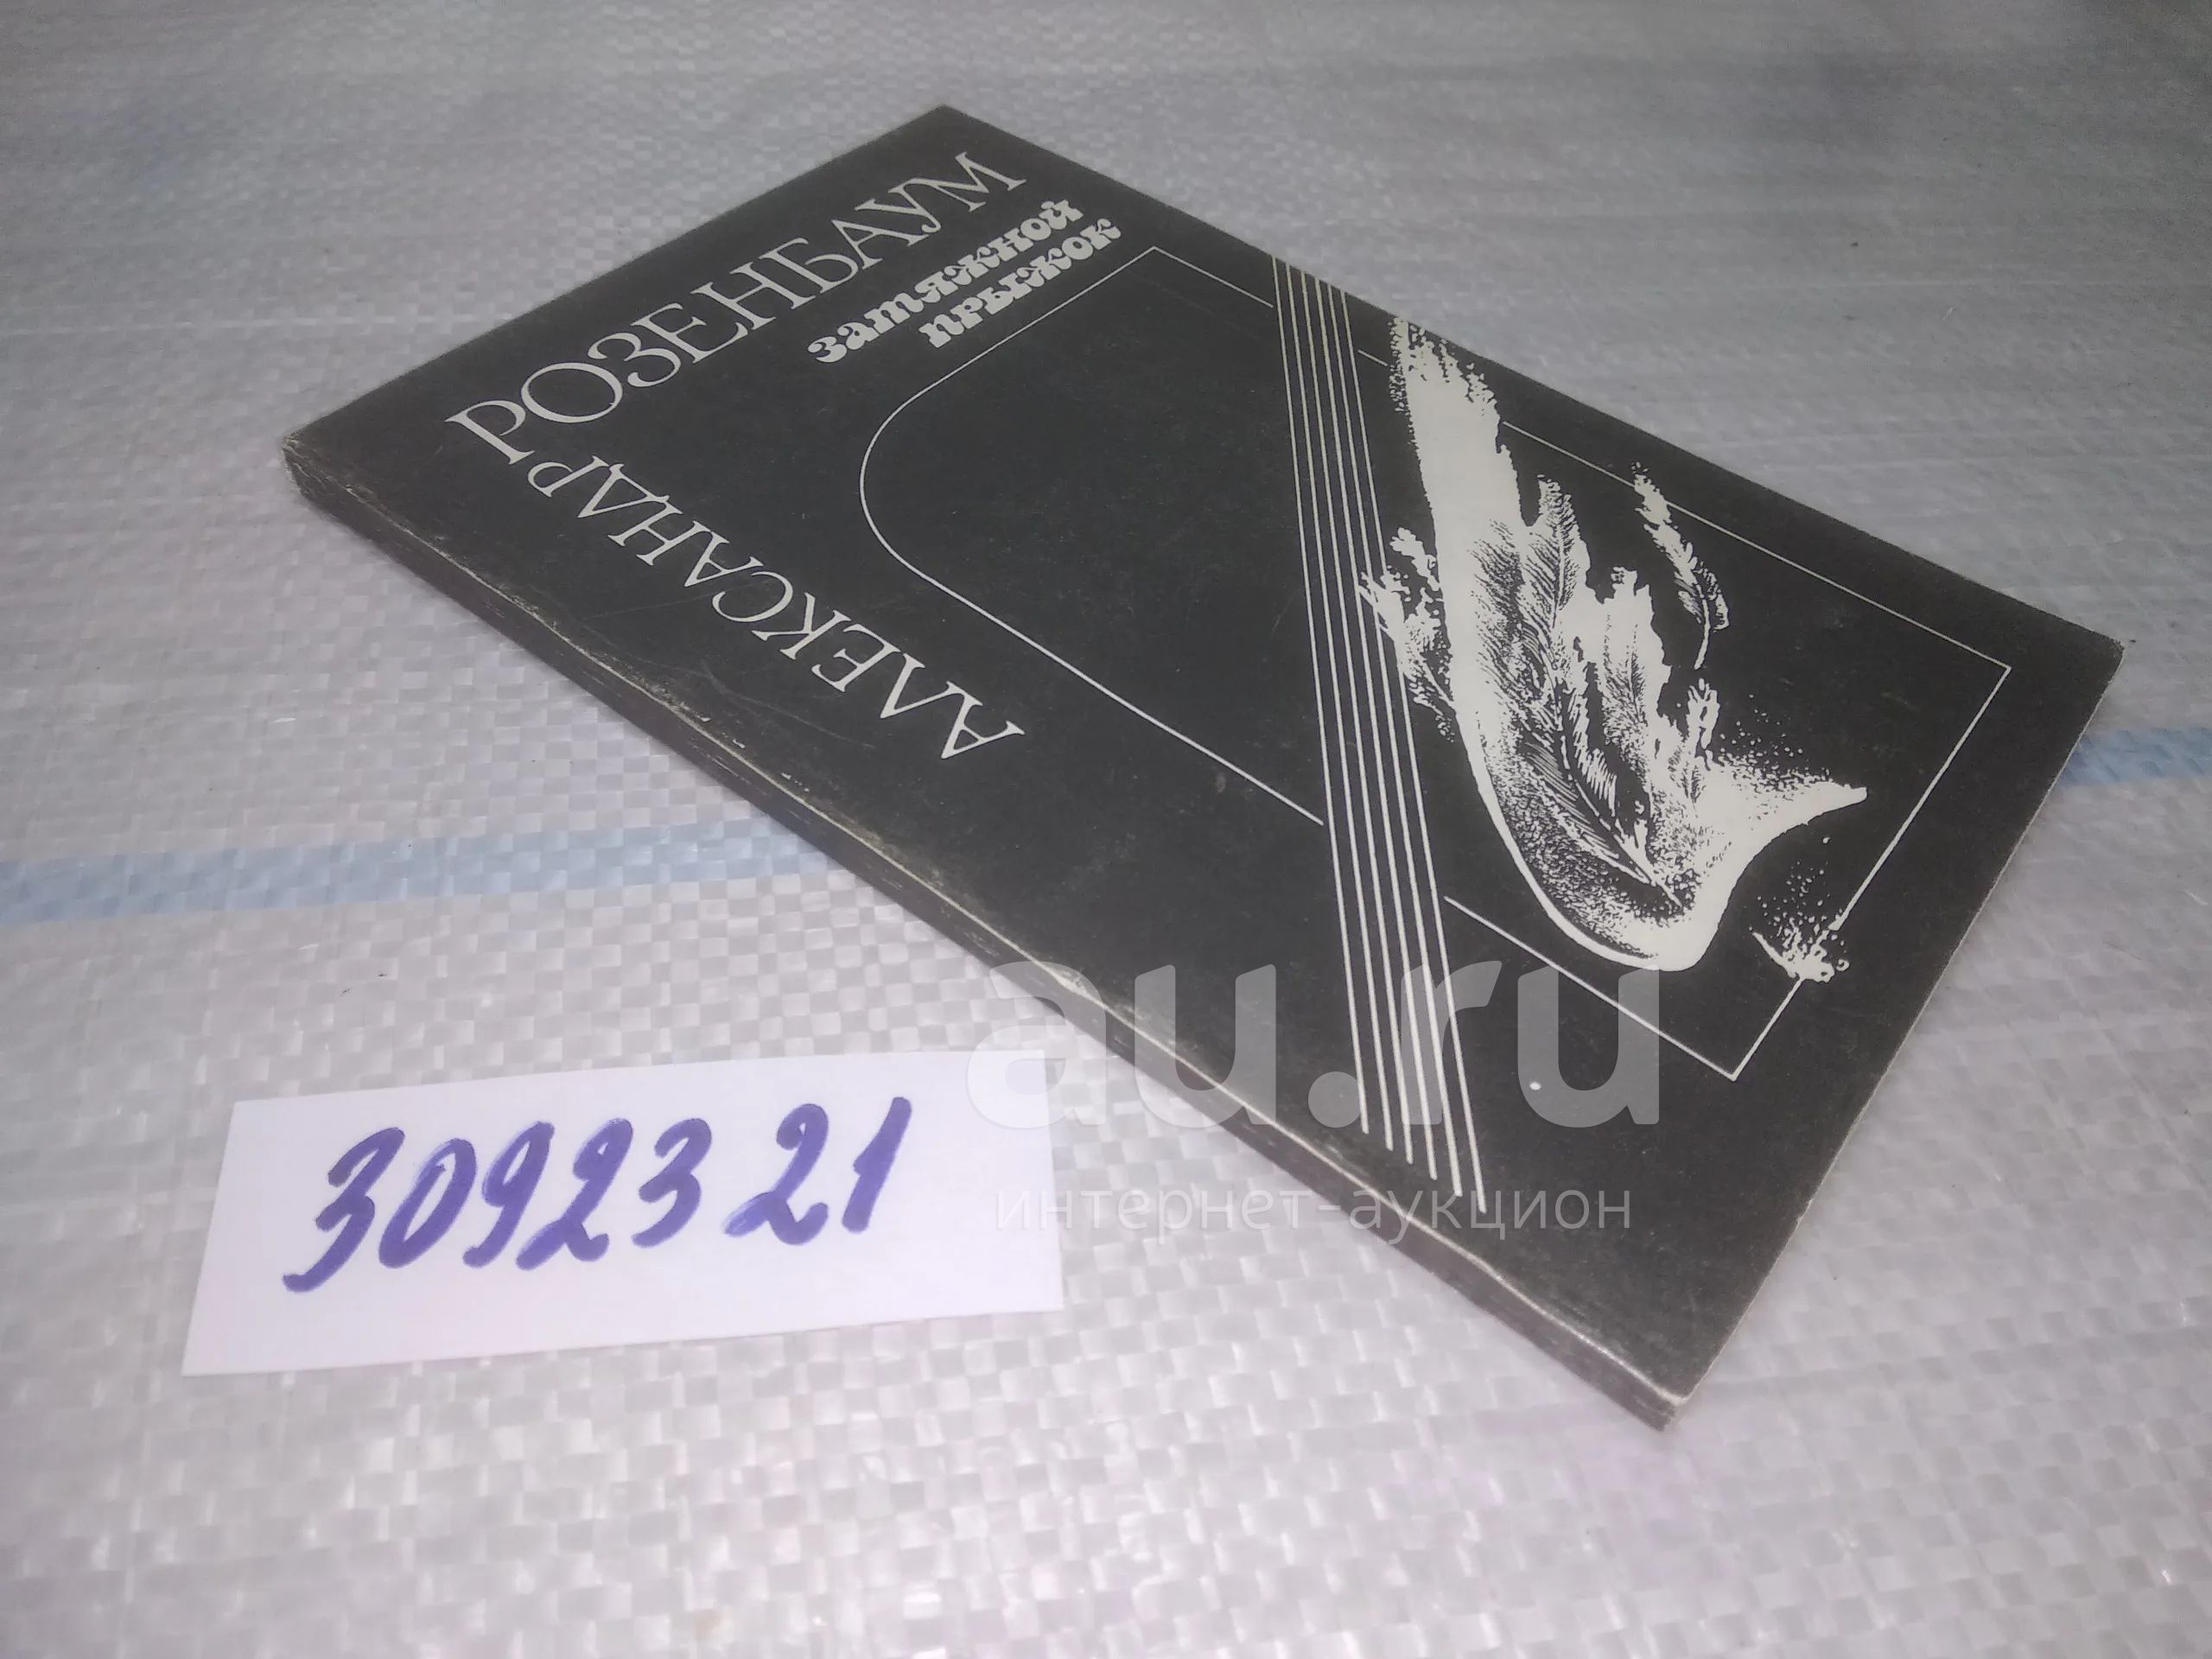 АЛЕКСАНДР
РОЗЕНБАУМ
затяжной
прыжок
au.ru
интернет-аукцион
3092321